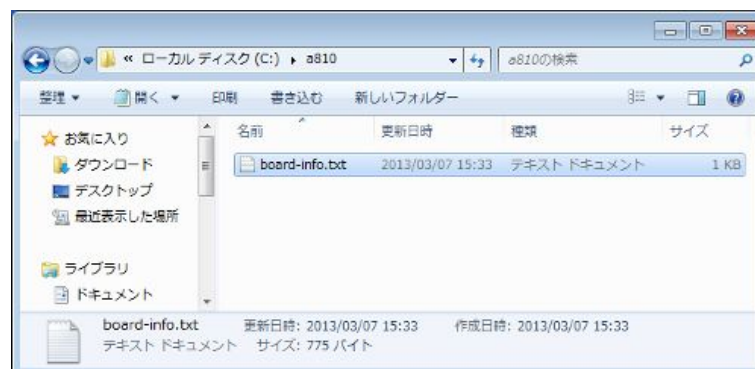 « ローカル ディスク (C:) ▸ a810 a810の検索
整理 ▼ 開く ▼ 印刷 書き込む 新しいフォルダー
お気に入り
ダウンロード
デスクトップ
最近表示した場所
ライブラリ
ドキュメント
名前 更新日時 種類 サイズ
board-info.txt 2013/03/07 15:33 テキスト ドキュメント 1 KB
board-info.txt 更新日時: 2013/03/07 15:33 作成日時: 2013/03/07 15:33
テキスト ドキュメント サイズ: 775 バイト